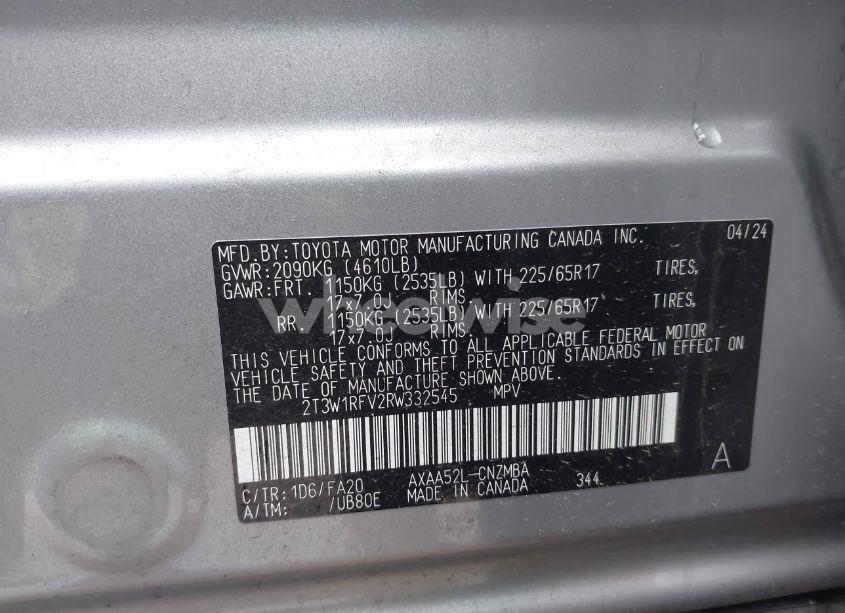 MFD. BY: TOYOTA MOTOR MANUFACTURING CANADA INC. 04/24
GVWR: 2090KG (4610LB)
GAWR: FRT. 1150KG (2535LB) WITH 225/65R17 TIRES,
17x7.0J RIMS,
RR. 1150KG (2535LB) WITH 225/65R17 TIRES,
17x7.0J RIMS.
wheelwise
THIS VEHICLE CONFORMS TO ALL APPLICABLE FEDERAL MOTOR
VEHICLE SAFETY AND THEFT PREVENTION STANDARDS IN EFFECT ON
THE DATE OF MANUFACTURE SHOWN ABOVE.
2T3W1RFV2RW332545 MPV
C/TR: 1D6/FA20 AXAA52L-CNZMBA 344 A
A/TM: /UB80E MADE IN CANADA